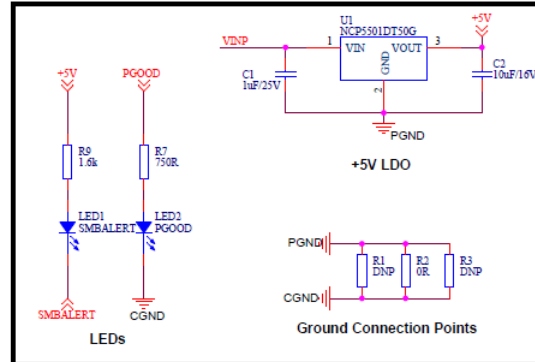 U1
NCP5501DT50G
+5V
VINP
1
VIN
VOUT
3
GND
2
C1
1uF/25V
C2
10uF/16V
PGND
+5V LDO
+5V
PGOOD
R9
1.6k
R7
750R
LED1
SMBALERT
LED2
PGOOD
SMBALERT
CGND
LEDs
PGND
CGND
R1
DNP
R2
0R
R3
DNP
Ground Connection Points